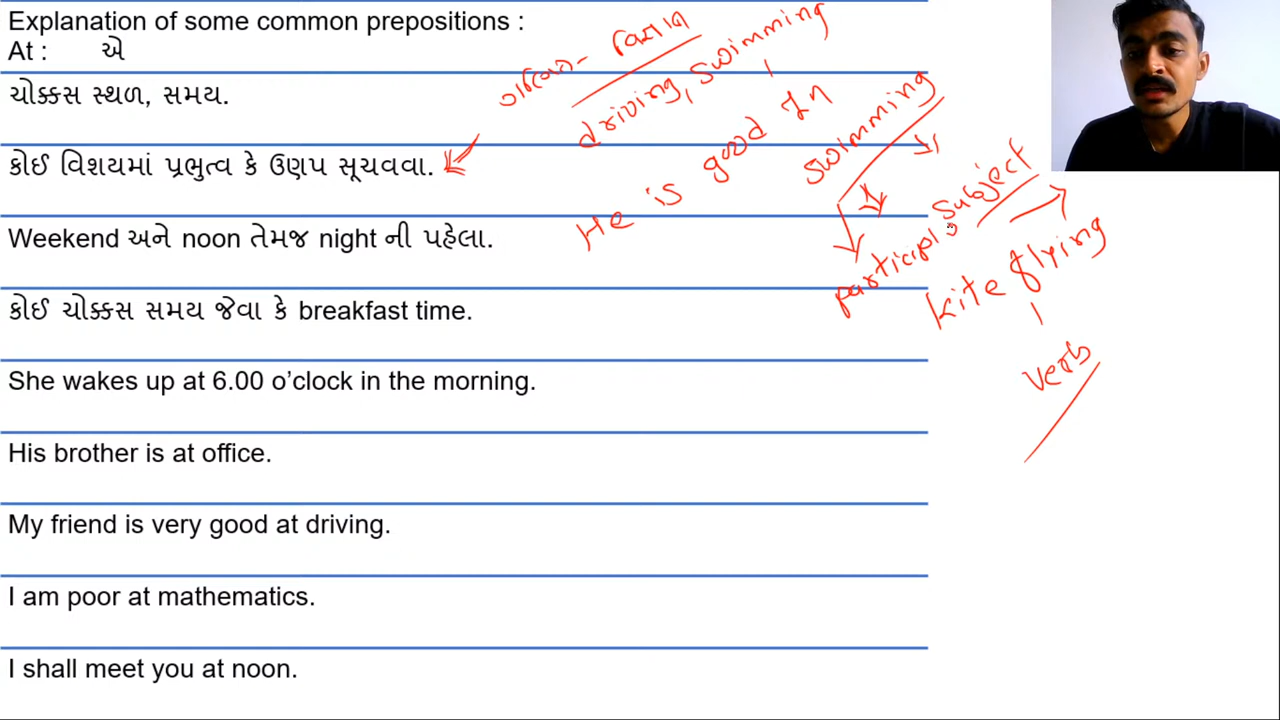 Explanation of some common prepositions :
At : એ
ચોક્કસ સ્થળ, સમય.
કોઈ વિશયમાં પ્રભુત્વ કે ઉણપ સૂચવવા.
Weekend અને noon તેમજ night ની પહેલા.
કોઈ ચોક્કસ સમય જેવા કે breakfast time.
She wakes up at 6.00 o’clock in the morning.
His brother is at office.
My friend is very good at driving.
I am poor at mathematics.
I shall meet you at noon.
driving, swimming
He is good in swimming
subject
kite flying
verb